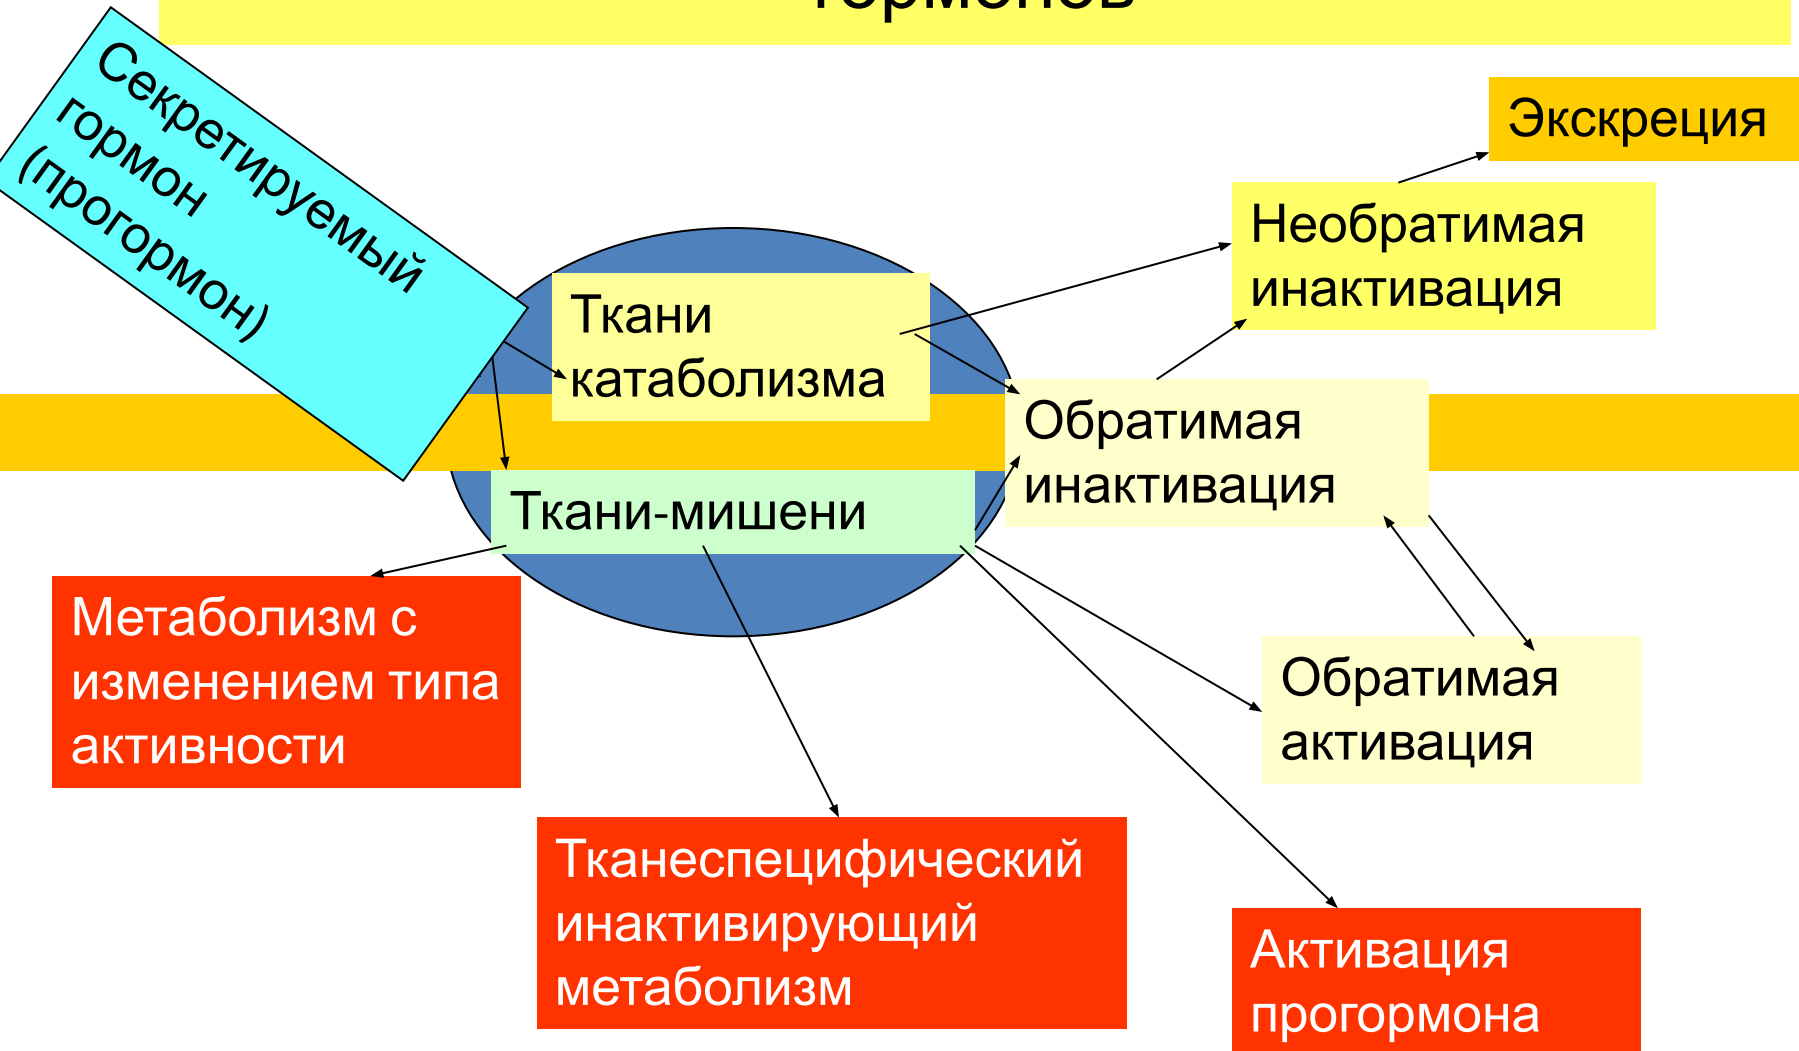 Секретируемый
гормон
(прогормон)
Экскреция
Необратимая
инактивация
Ткани
катаболизма
Обратимая
инактивация
Ткани-мишени
Метаболизм с
изменением типа
активности
Обратимая
активация
Тканеспецифический
инактивирующий
метаболизм
Активация
прогормона